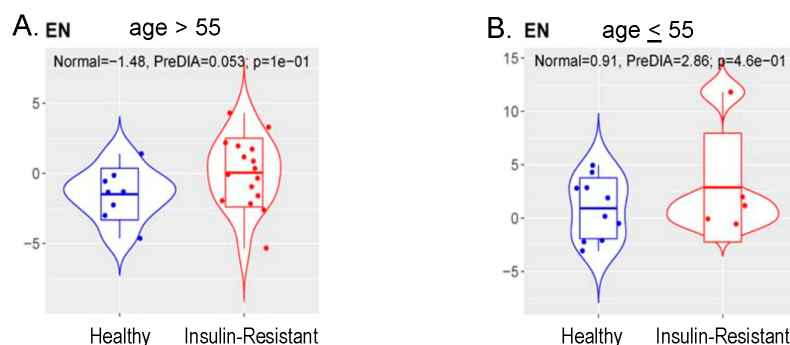 A. EN age > 55
Normal=−1.48, PreDIA=0.053; p=1e−01
5
0
−5
Healthy Insulin-Resistant
B. EN age ≤ 55
Normal=0.91, PreDIA=2.86; p=4.6e−01
15
10
5
0
−5
Healthy Insulin-Resistant